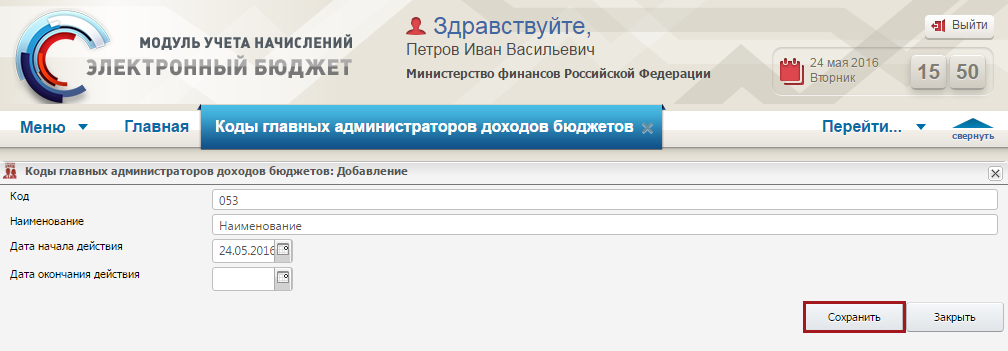 МОДУЛЬ УЧЕТА НАЧИСЛЕНИЙ
ЭЛЕКТРОННЫЙ БЮДЖЕТ
Здравствуйте,
Петров Иван Васильевич
Министерство финансов Российской Федерации
Выйти
24 мая 2016
Вторник
15 50
Меню
Главная
Коды главных администраторов доходов бюджетов
Перейти...
свернуть
Коды главных администраторов доходов бюджетов: Добавление
Код
053
Наименование
Наименование
Дата начала действия
24.05.2016
Дата окончания действия
Сохранить
Закрыть